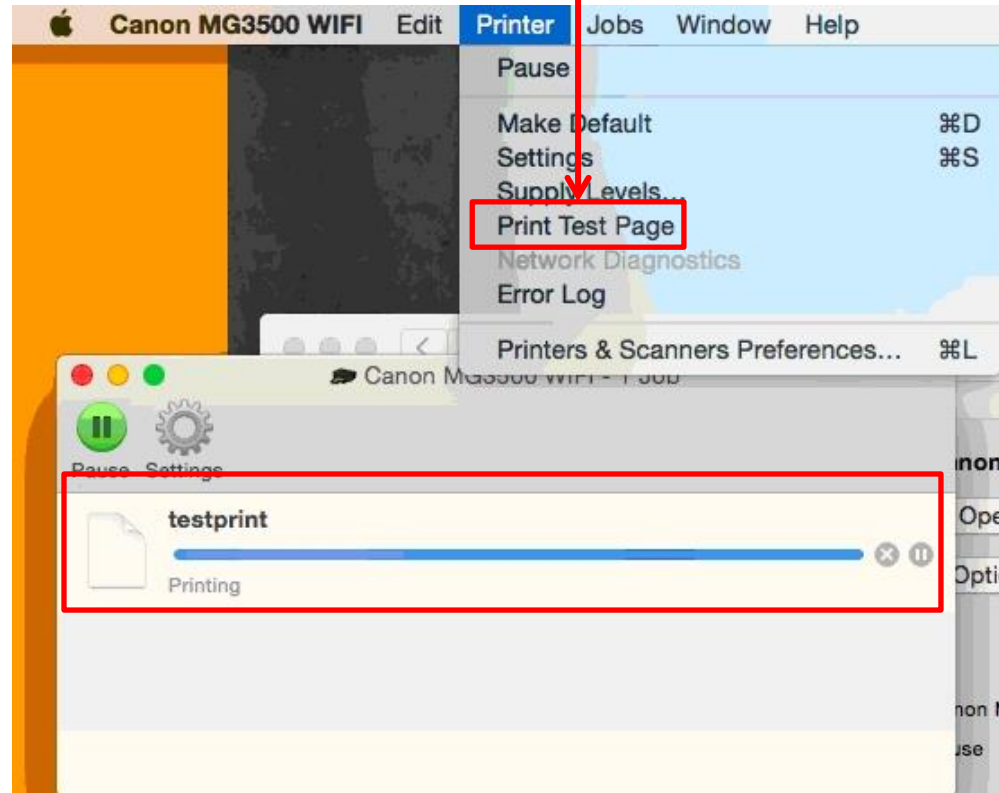 Canon MG3500 WIFI Edit Printer Jobs Window Help
Pause
Make Default ⌘D
Settings ⌘S
Supply Levels...
Print Test Page
Network Diagnostics
Error Log
Printers & Scanners Preferences... ⌘L
Canon MG3500 WIFI - 1 Job
Pause Settings
testprint
Printing
non
Ope
Opti
non
use